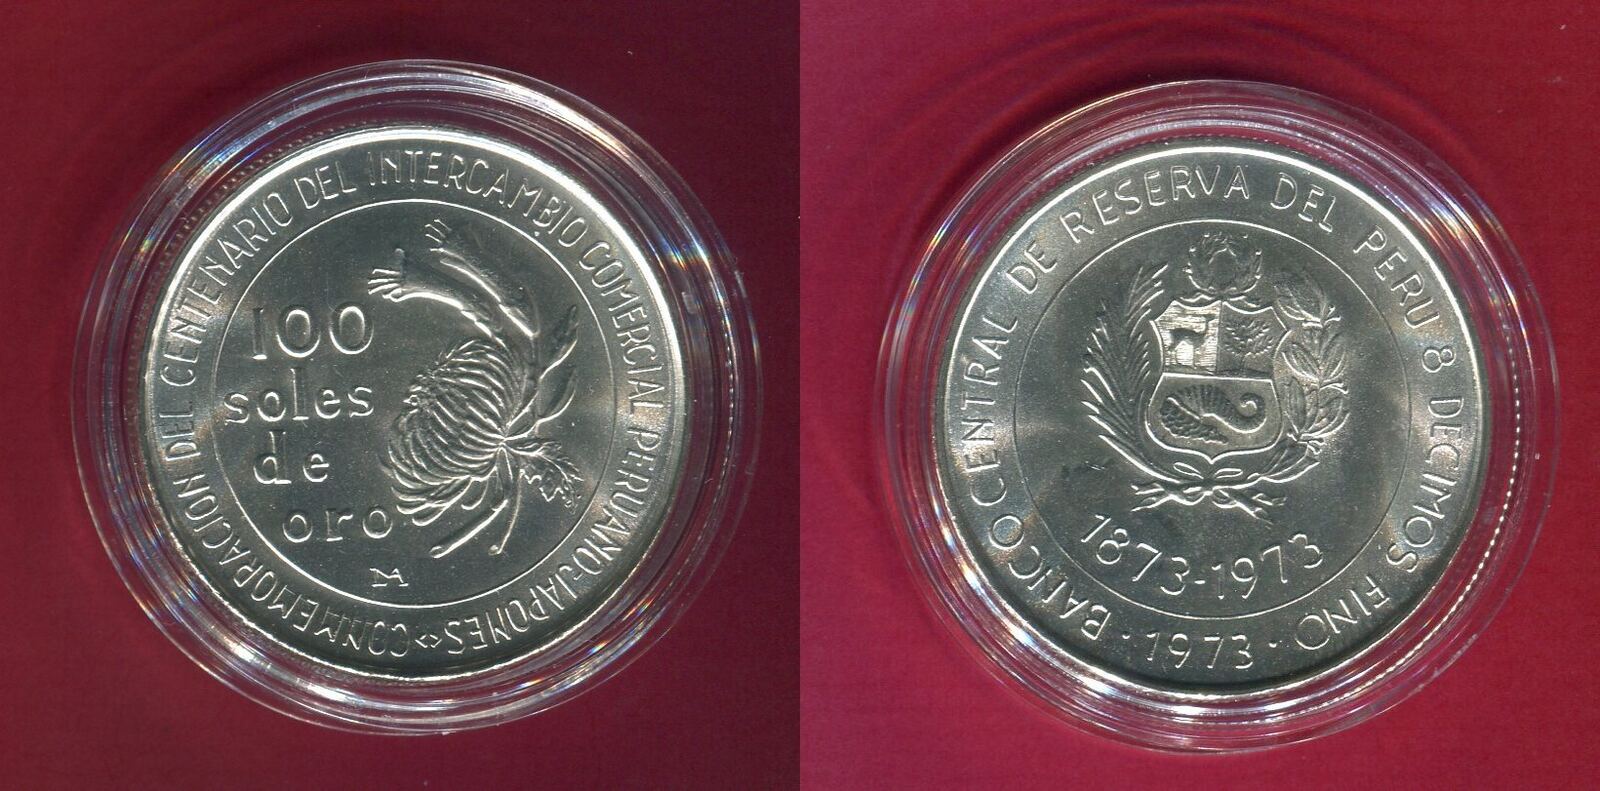 CONMEMORACION DEL CENTENARIO DEL INTERCAMBIO COMERCIAL PERUANO-JAPONES <>
100
soles
de
oro
MA
BANCO CENTRAL DE RESERVA DEL PERU 8 DECIMOS FINO
1873-1973
· 1973 ·